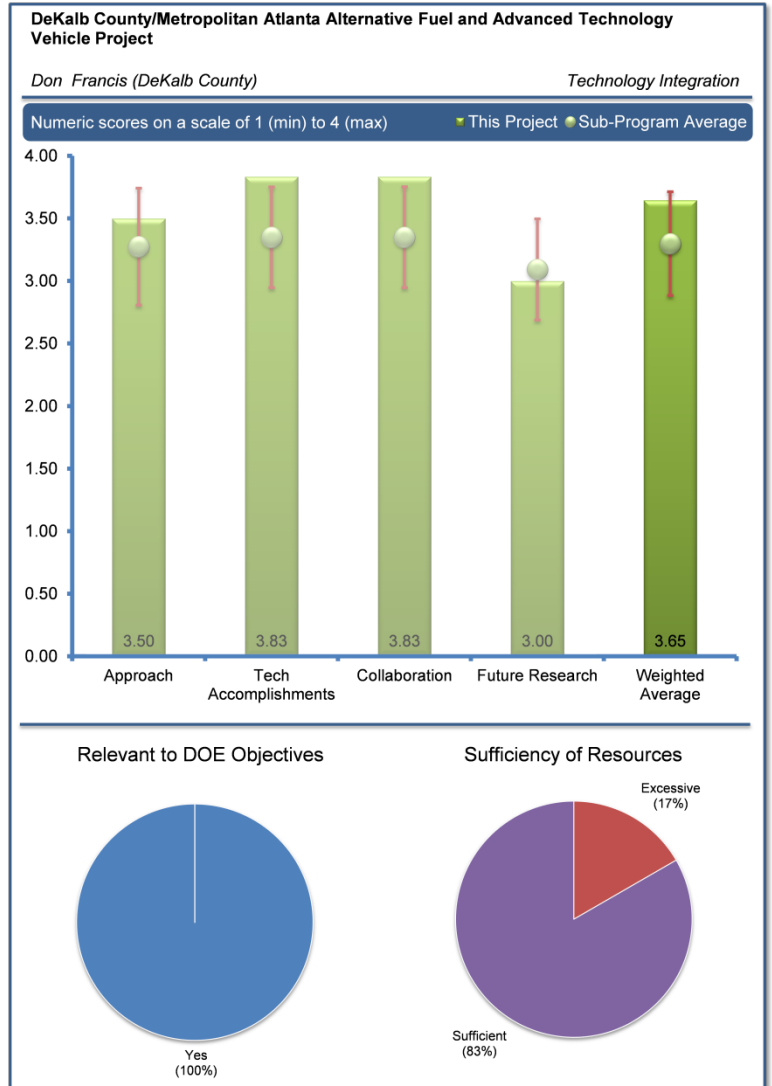 DeKalb County/Metropolitan Atlanta Alternative Fuel and Advanced Technology
Vehicle Project
Don Francis (DeKalb County) Technology Integration
Numeric scores on a scale of 1 (min) to 4 (max) This Project Sub-Program Average
4.00
3.50
3.00
2.50
2.00
1.50
1.00
0.50
0.00
3.50 3.83 3.83 3.00 3.65
Approach Tech Collaboration Future Research Weighted
Accomplishments Average
Relevant to DOE Objectives Sufficiency of Resources
Excessive
(17%)
Sufficient
(83%)
Yes
(100%)